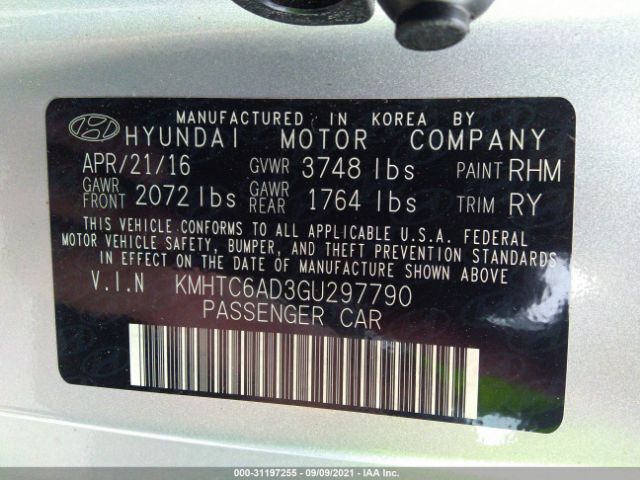 MANUFACTURED IN KOREA BY
HYUNDAI MOTOR COMPANY
APR/21/16 GVWR 3748 lbs PAINT RHM
GAWR FRONT 2072 lbs GAWR REAR 1764 lbs TRIM RY
THIS VEHICLE CONFORMS TO ALL APPLICABLE U.S.A. FEDERAL
MOTOR VEHICLE SAFETY, BUMPER, AND THEFT PREVENTION STANDARDS
IN EFFECT ON THE DATE OF MANUFACTURE SHOWN ABOVE
V.I.N KMHTC6AD3GU297790
PASSENGER CAR
000-31197255 - 09/09/2021 - IAA Inc.